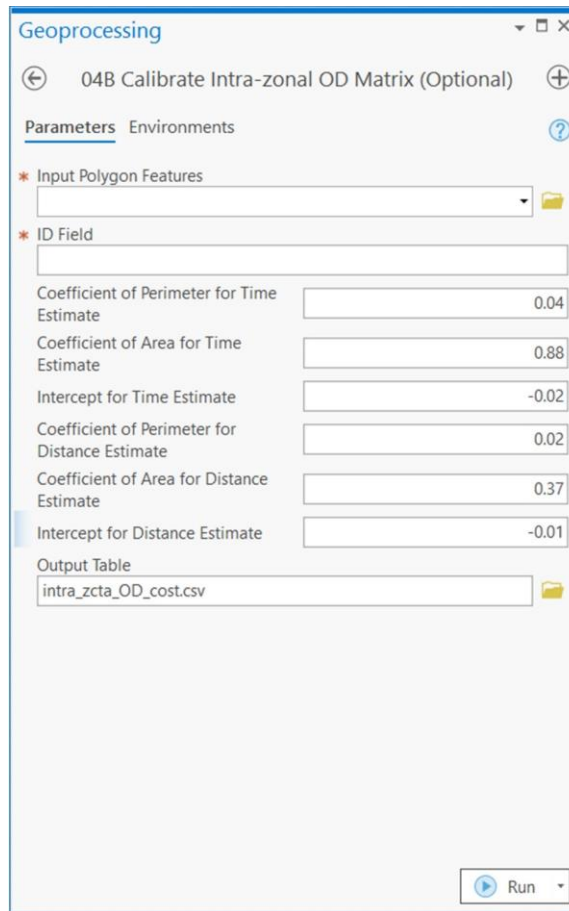 Geoprocessing
04B Calibrate Intra-zonal OD Matrix (Optional)
Parameters Environments
* Input Polygon Features
* ID Field
Coefficient of Perimeter for Time
Estimate
0.04
Coefficient of Area for Time
Estimate
0.88
Intercept for Time Estimate
-0.02
Coefficient of Perimeter for
Distance Estimate
0.02
Coefficient of Area for Distance
Estimate
0.37
Intercept for Distance Estimate
-0.01
Output Table
intra_zcta_OD_cost.csv
Run